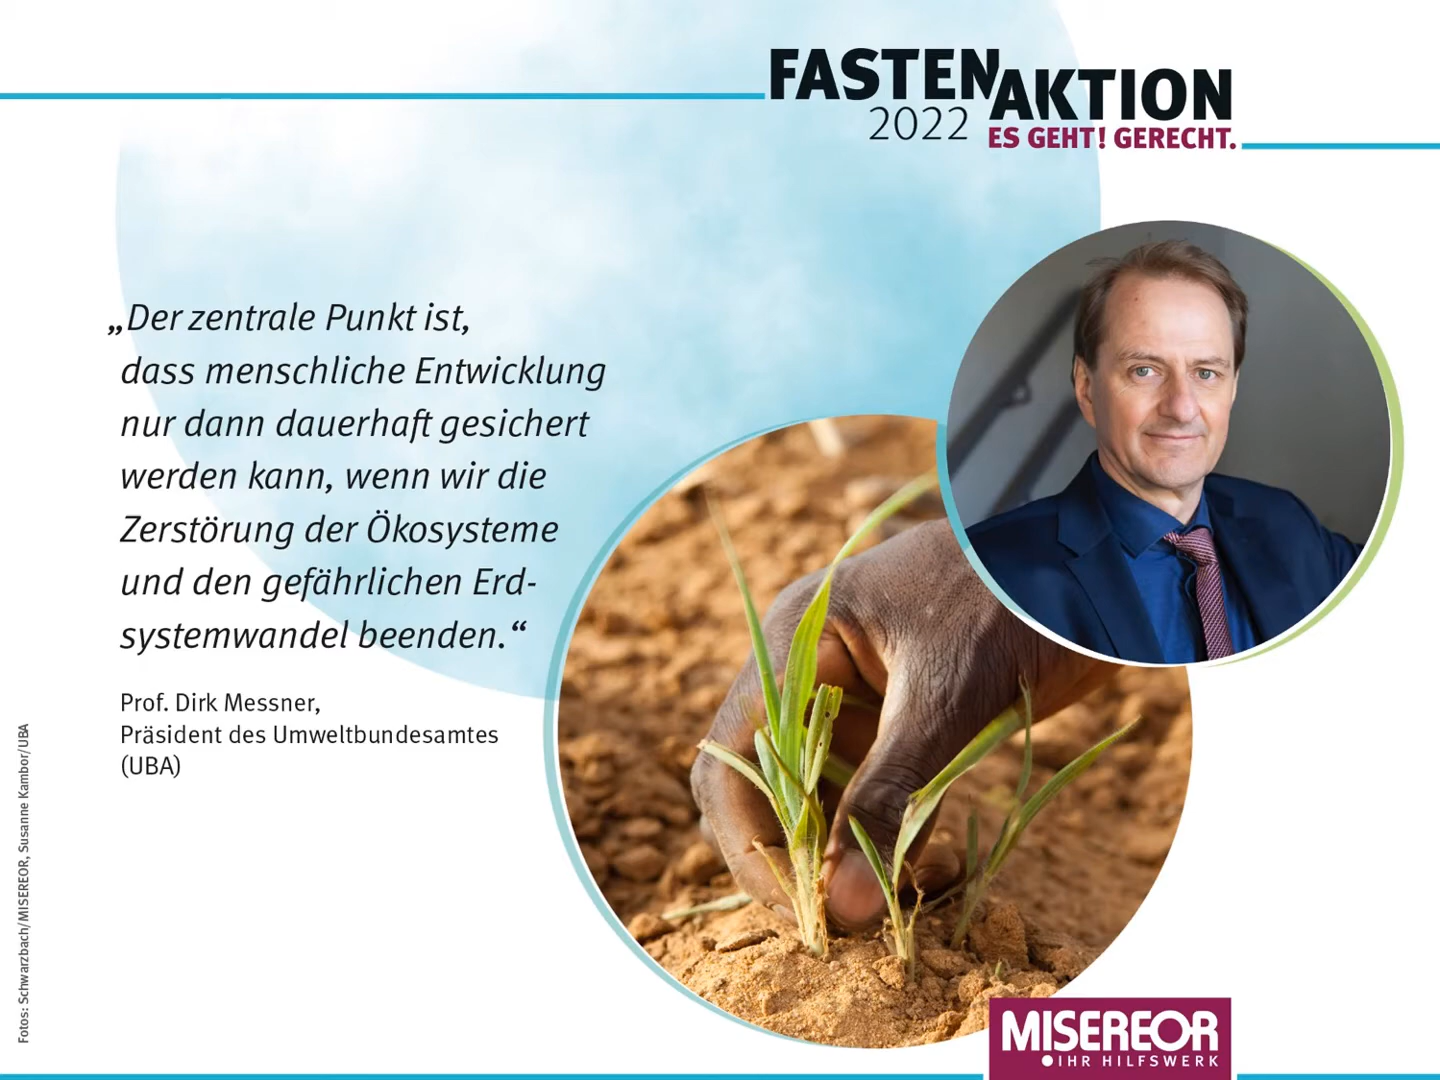 FASTENAKTION
2022
ES GEHT! GERECHT.
„Der zentrale Punkt ist,
dass menschliche Entwicklung
nur dann dauerhaft gesichert
werden kann, wenn wir die
Zerstörung der Ökosysteme
und den gefährlichen Erd-
systemwandel beenden.“
Prof. Dirk Messner,
Präsident des Umweltbundesamtes
(UBA)
Fotos: Schwarzbach/MISEREOR, Susanne Kambor/UBA
MISEREOR
IHR HILFSWERK